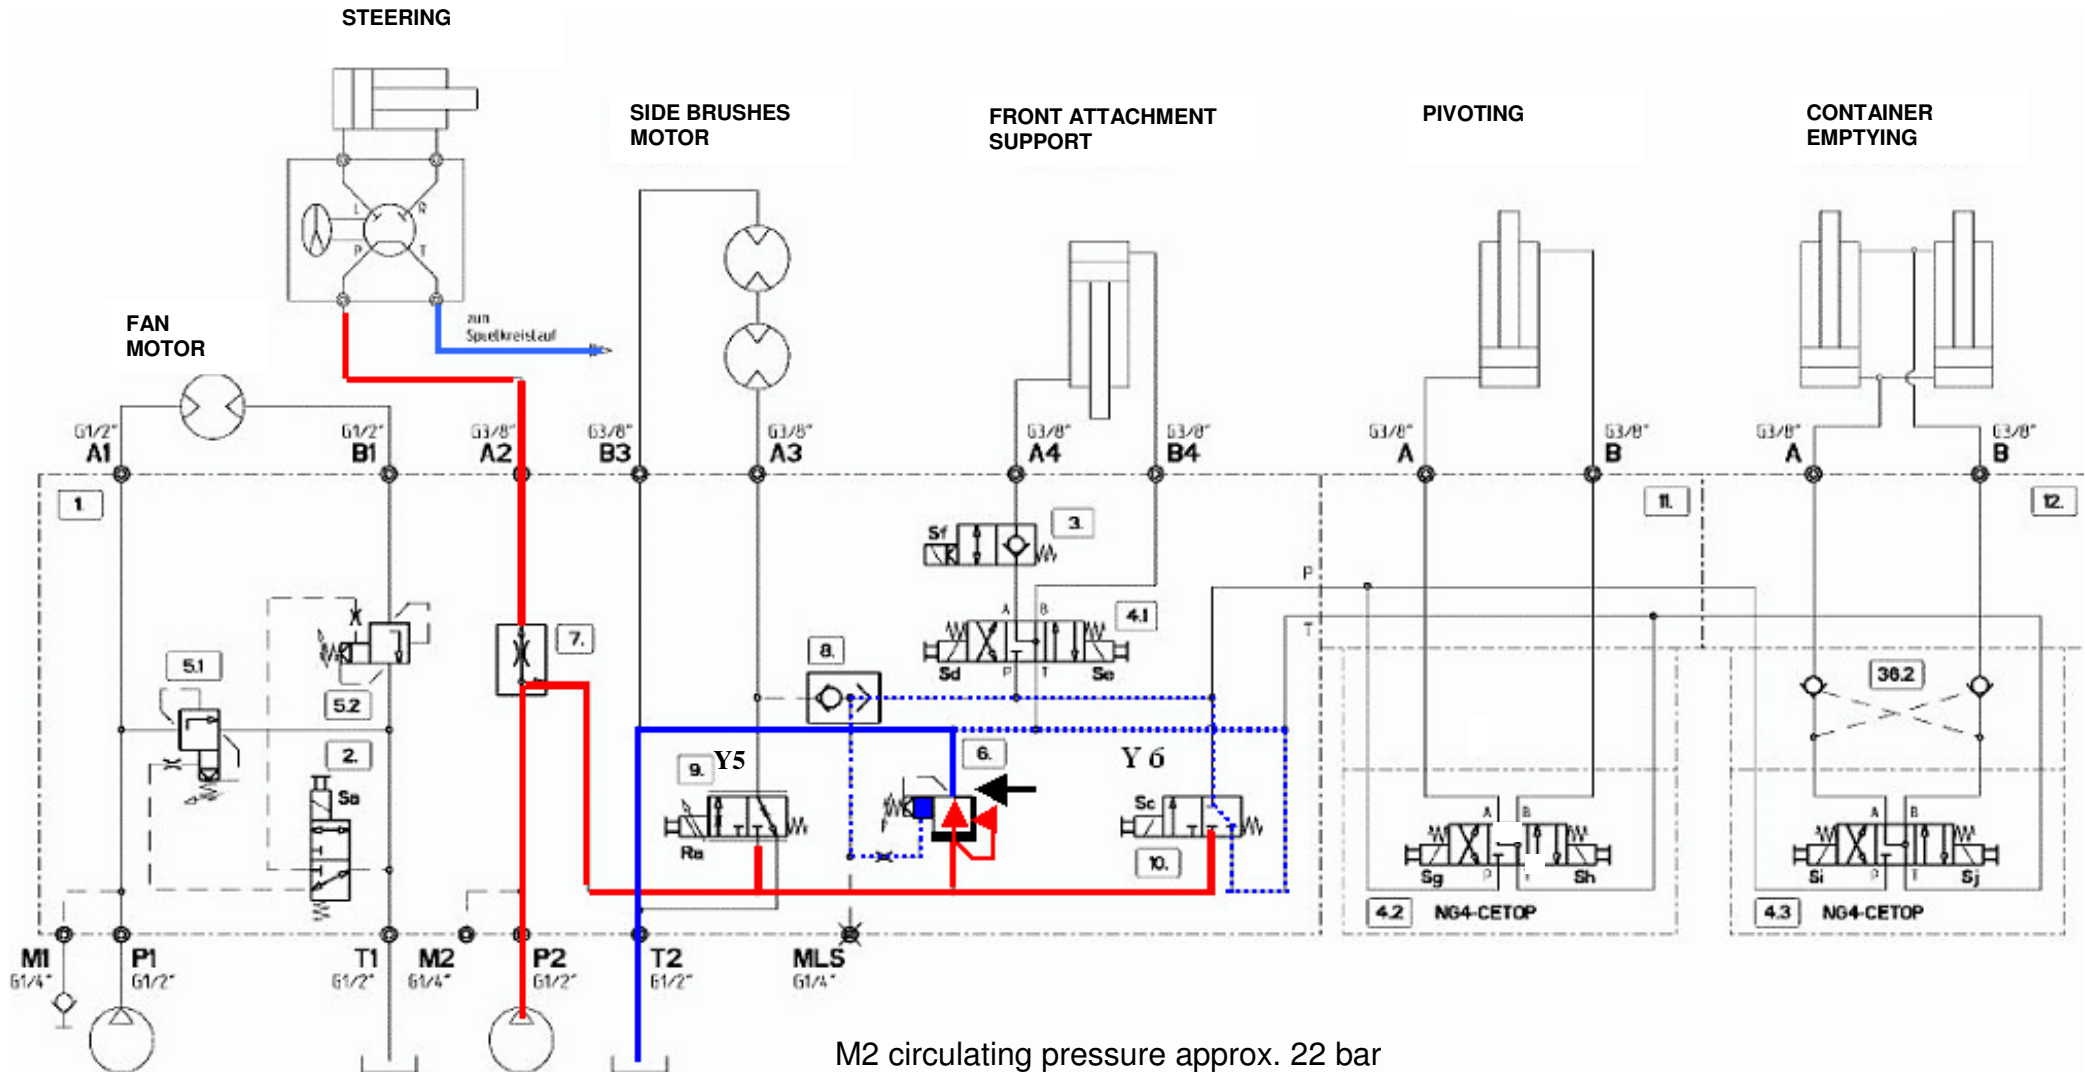 STEERING
SIDE BRUSHES
MOTOR
FRONT ATTACHMENT
SUPPORT
PIVOTING
CONTAINER
EMPTYING
L
R
P
T
zum
Spuelkreislauf
FAN
MOTOR
G1/2"
A1
G1/2"
B1
G3/8"
A2
G3/8"
B3
G3/8"
A3
G3/8"
A4
G3/8"
B4
G3/8"
A
G3/8"
B
G3/8"
A
G3/8"
B
1.
11.
12.
Sf
3.
P
T
A
B
4.1
7.
8.
Sd
P
T
Se
5.1
5.2
36.2
2.
Sa
9.
Y5
6.
Y 6
Ra
Sc
10.
A
B
A
B
Sg
P
T
Sh
Si
P
T
Sj
4.2
NG4-CETOP
4.3
NG4-CETOP
M1
G1/4"
P1
G1/2"
T1
G1/2"
M2
G1/4"
P2
G1/2"
T2
G1/2"
MLS
G1/4"
M2 circulating pressure approx. 22 bar